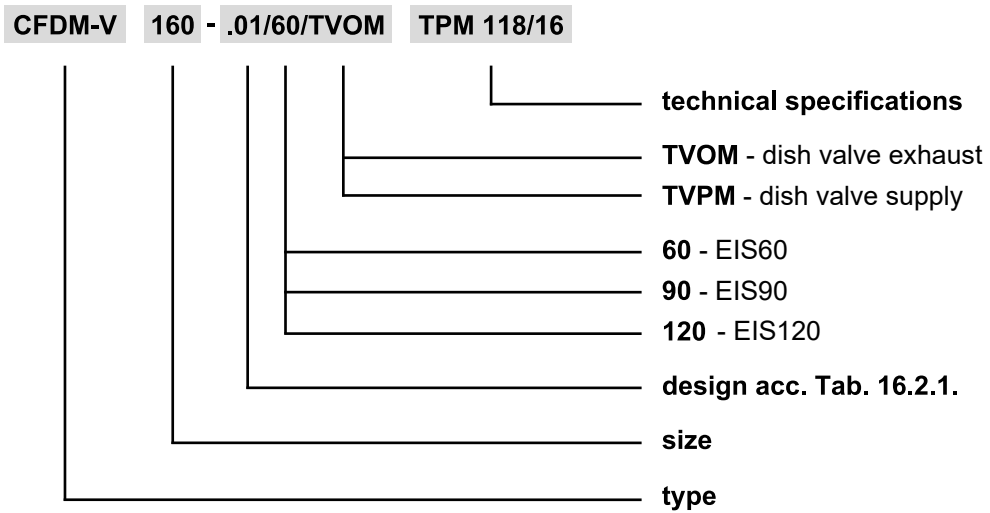 CFDM-V 160 - .01/60/TVOM TPM 118/16
technical specifications
TVOM - dish valve exhaust
TVPM - dish valve supply
60 - EIS60
90 - EIS90
120 - EIS120
design acc. Tab. 16.2.1.
size
type